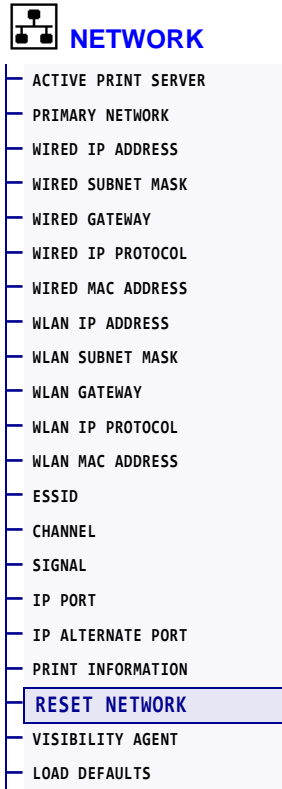 NETWORK
ACTIVE PRINT SERVER
PRIMARY NETWORK
WIRED IP ADDRESS
WIRED SUBNET MASK
WIRED GATEWAY
WIRED IP PROTOCOL
WIRED MAC ADDRESS
WLAN IP ADDRESS
WLAN SUBNET MASK
WLAN GATEWAY
WLAN IP PROTOCOL
WLAN MAC ADDRESS
ESSID
CHANNEL
SIGNAL
IP PORT
IP ALTERNATE PORT
PRINT INFORMATION
RESET NETWORK
VISIBILITY AGENT
LOAD DEFAULTS